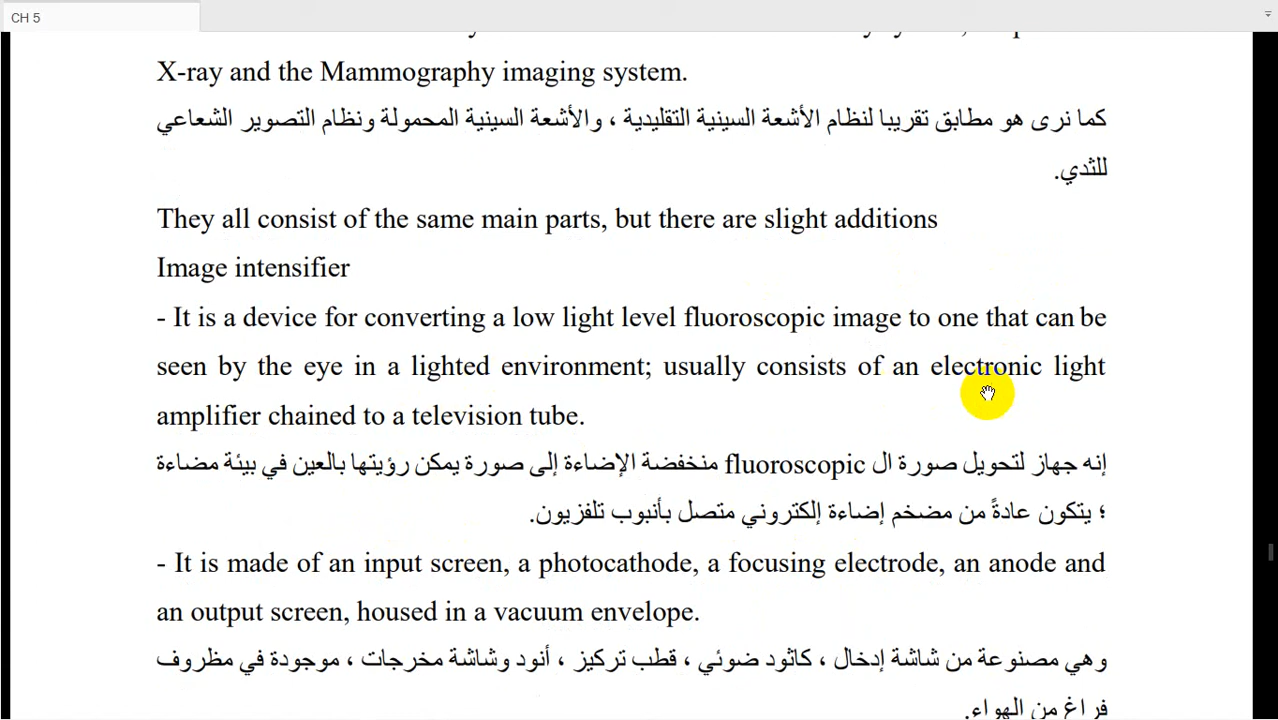 CH 5
X-ray and the Mammography imaging system.
كما نرى هو مطابق تقريبا لنظام الأشعة السينية التقليدية ، والأشعة السينية المحمولة ونظام التصوير الشعاعي
للثدي.
They all consist of the same main parts, but there are slight additions
Image intensifier
- It is a device for converting a low light level fluoroscopic image to one that can be
seen by the eye in a lighted environment; usually consists of an electronic light
amplifier chained to a television tube.
إنه جهاز لتحويل صورة ال fluoroscopic منخفضة الإضاءة إلى صورة يمكن رؤيتها بالعين في بيئة مضاءة
؛ يتكون عادةً من مضخم إضاءة إلكتروني متصل بأنبوب تلفزيون.
- It is made of an input screen, a photocathode, a focusing electrode, an anode and
an output screen, housed in a vacuum envelope.
وهي مصنوعة من شاشة إدخال ، كاثود ضوئي ، قطب تركيز ، أنود وشاشة مخرجات ، موجودة في مظروف
فراغ من الهواء.